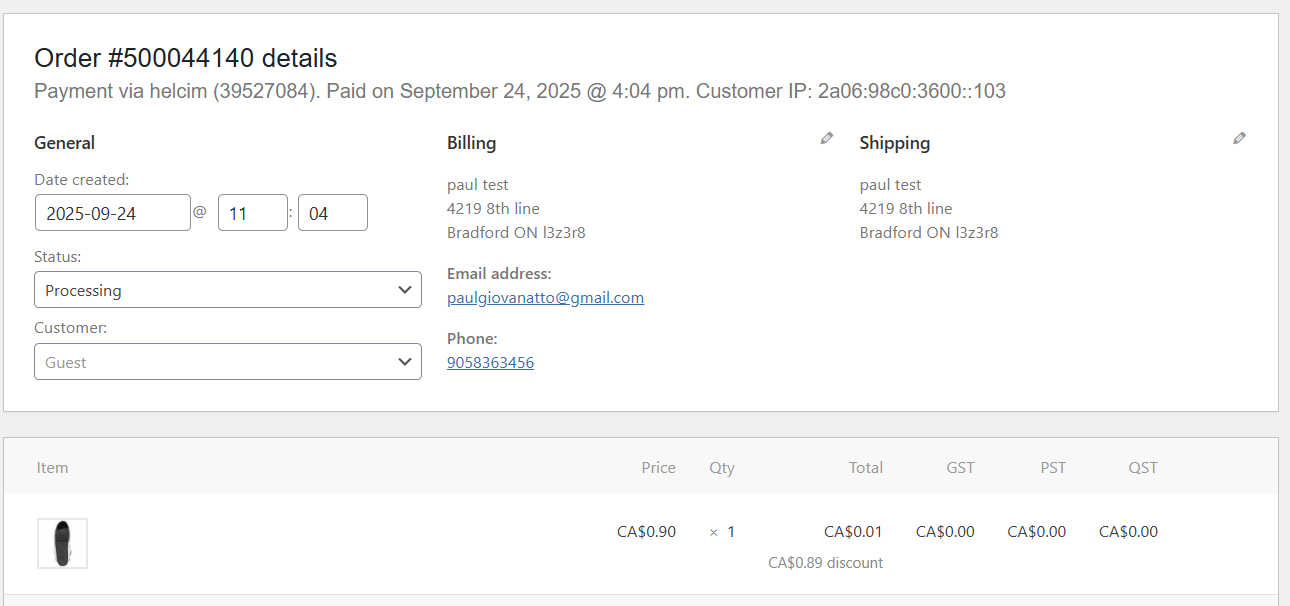 Order #500044140 details
Payment via helcim (39527084). Paid on September 24, 2025 @ 4:04 pm. Customer IP: 2a06:98c0:3600::103
General
Date created:
2025-09-24 @ 11 : 04
Status:
Processing
Customer:
Guest
Billing
paul test
4219 8th line
Bradford ON l3z3r8
Email address:
paulgiovanatto@gmail.com
Phone:
9058363456
Shipping
paul test
4219 8th line
Bradford ON l3z3r8
Item Price Qty Total GST PST QST
CA$0.90 × 1 CA$0.01 CA$0.00 CA$0.00 CA$0.00
CA$0.89 discount